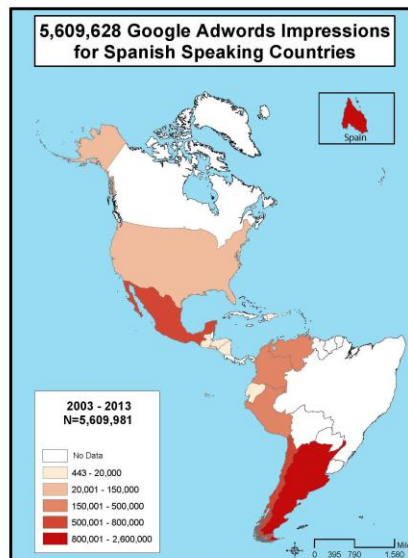 5,609,628 Google Adwords Impressions
for Spanish Speaking Countries
Spain
2003 - 2013
N=5,609,981
No Data
443 - 20,000
20,001 - 150,000
150,001 - 500,000
500,001 - 800,000
800,001 - 2,600,000
Miles
0 395 790 1,580